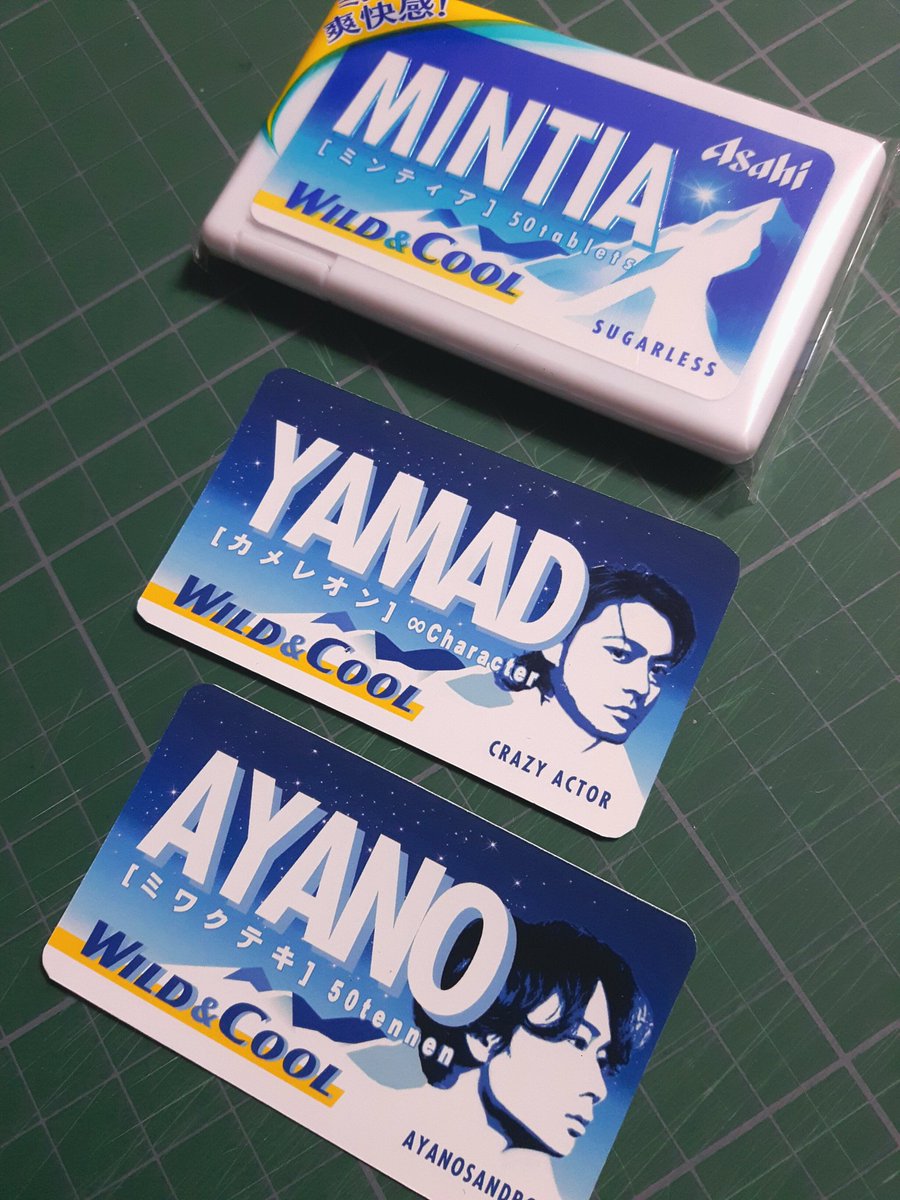 爽快感!
MINTIA
Asahi
[ミンティア] 50tablets
WILD & COOL
SUGARLESS
YAMAD
[カメレオン] ∞Character
WILD & COOL
CRAZY ACTOR
AYANO
[ミワクテキ] 50tennen
WILD & COOL